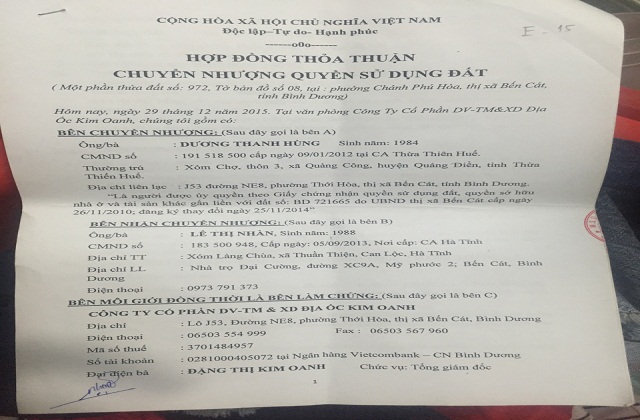 CỘNG HÒA XÃ HỘI CHỦ NGHĨA VIỆT NAM
Độc lập–Tự do- Hạnh phúc
E-15
------o0o------
HỢP ĐỒNG THỎA THUẬN
CHUYỂN NHƯỢNG QUYỀN SỬ DỤNG ĐẤT
( Một phần thửa đất số: 972, Tờ bản đồ số 08, tại : phường Chánh Phú Hòa, thị xã Bến Cát,
tỉnh Bình Dương)
Hôm nay, ngày 29 tháng 12 năm 2015. Tại văn phòng Công Ty Cổ Phần DV-TM&XD Địa
Ốc Kim Oanh, chúng tôi gồm có:
BÊN CHUYỂN NHƯỢNG: (Sau đây gọi là bên A)
Ông/bà : DƯƠNG THANH HÙNG Sinh năm: 1984
CMND số : 191 518 500 cấp ngày 09/01/2012 tại CA Thừa Thiên Huế.
Thường trú : Xóm Chợ, thôn 3, xã Quảng Công, huyện Quảng Điền, tỉnh Thừa
Thiên Huế.
Địa chỉ liên lạc : J53 đường NE8, phường Thới Hòa, thị xã Bến Cát, tỉnh Bình Dương.
"Là người được ủy quyền theo Giấy chứng nhận quyền sử dụng đất, quyền sở hữu
nhà ở và tài sản khác gắn liền với đất số: BD 721665 do UBND thị xã Bến Cát cấp ngày
26/11/2010; đăng ký thay đổi ngày 25/11/2014"
BÊN NHẬN CHUYỂN NHƯỢNG: (Sau đây gọi là bên B)
Ông/bà : LÊ THỊ NHÀN, Sinh năm: 1988
CMND số : 183 500 948, Cấp ngày: 05/09/2013, Nơi cấp: CA Hà Tĩnh
Địa chỉ TT : Xóm Làng Chùa, xã Thuần Thiện, Can Lộc, Hà Tĩnh
Địa chỉ LL : Nhà trọ Đại Cường, đường XC9A, Mỹ phước 2; Bến Cát, Bình
Dương
Điện thoại : 0973 791 373
BÊN MÔI GIỚI ĐỒNG THỜI LÀ BÊN LÀM CHỨNG: (Sau đây gọi là bên C)
CÔNG TY CỔ PHẦN DV-TM & XD ĐỊA ỐC KIM OANH
Địa chỉ : Lô J53, Đường NE8, phường Thới Hòa, thị xã Bến Cát, Bình Dương
Điện thoại : 06503 554 999 Fax : 06503 567 960
Mã số thuế : 3701484957
Số tài khoản : 0281000405072 tại Ngân hàng Vietcombank – CN Bình Dương
Đại diện bà : ĐẶNG THỊ KIM OANH Chức vụ: Tổng giám đốc
1